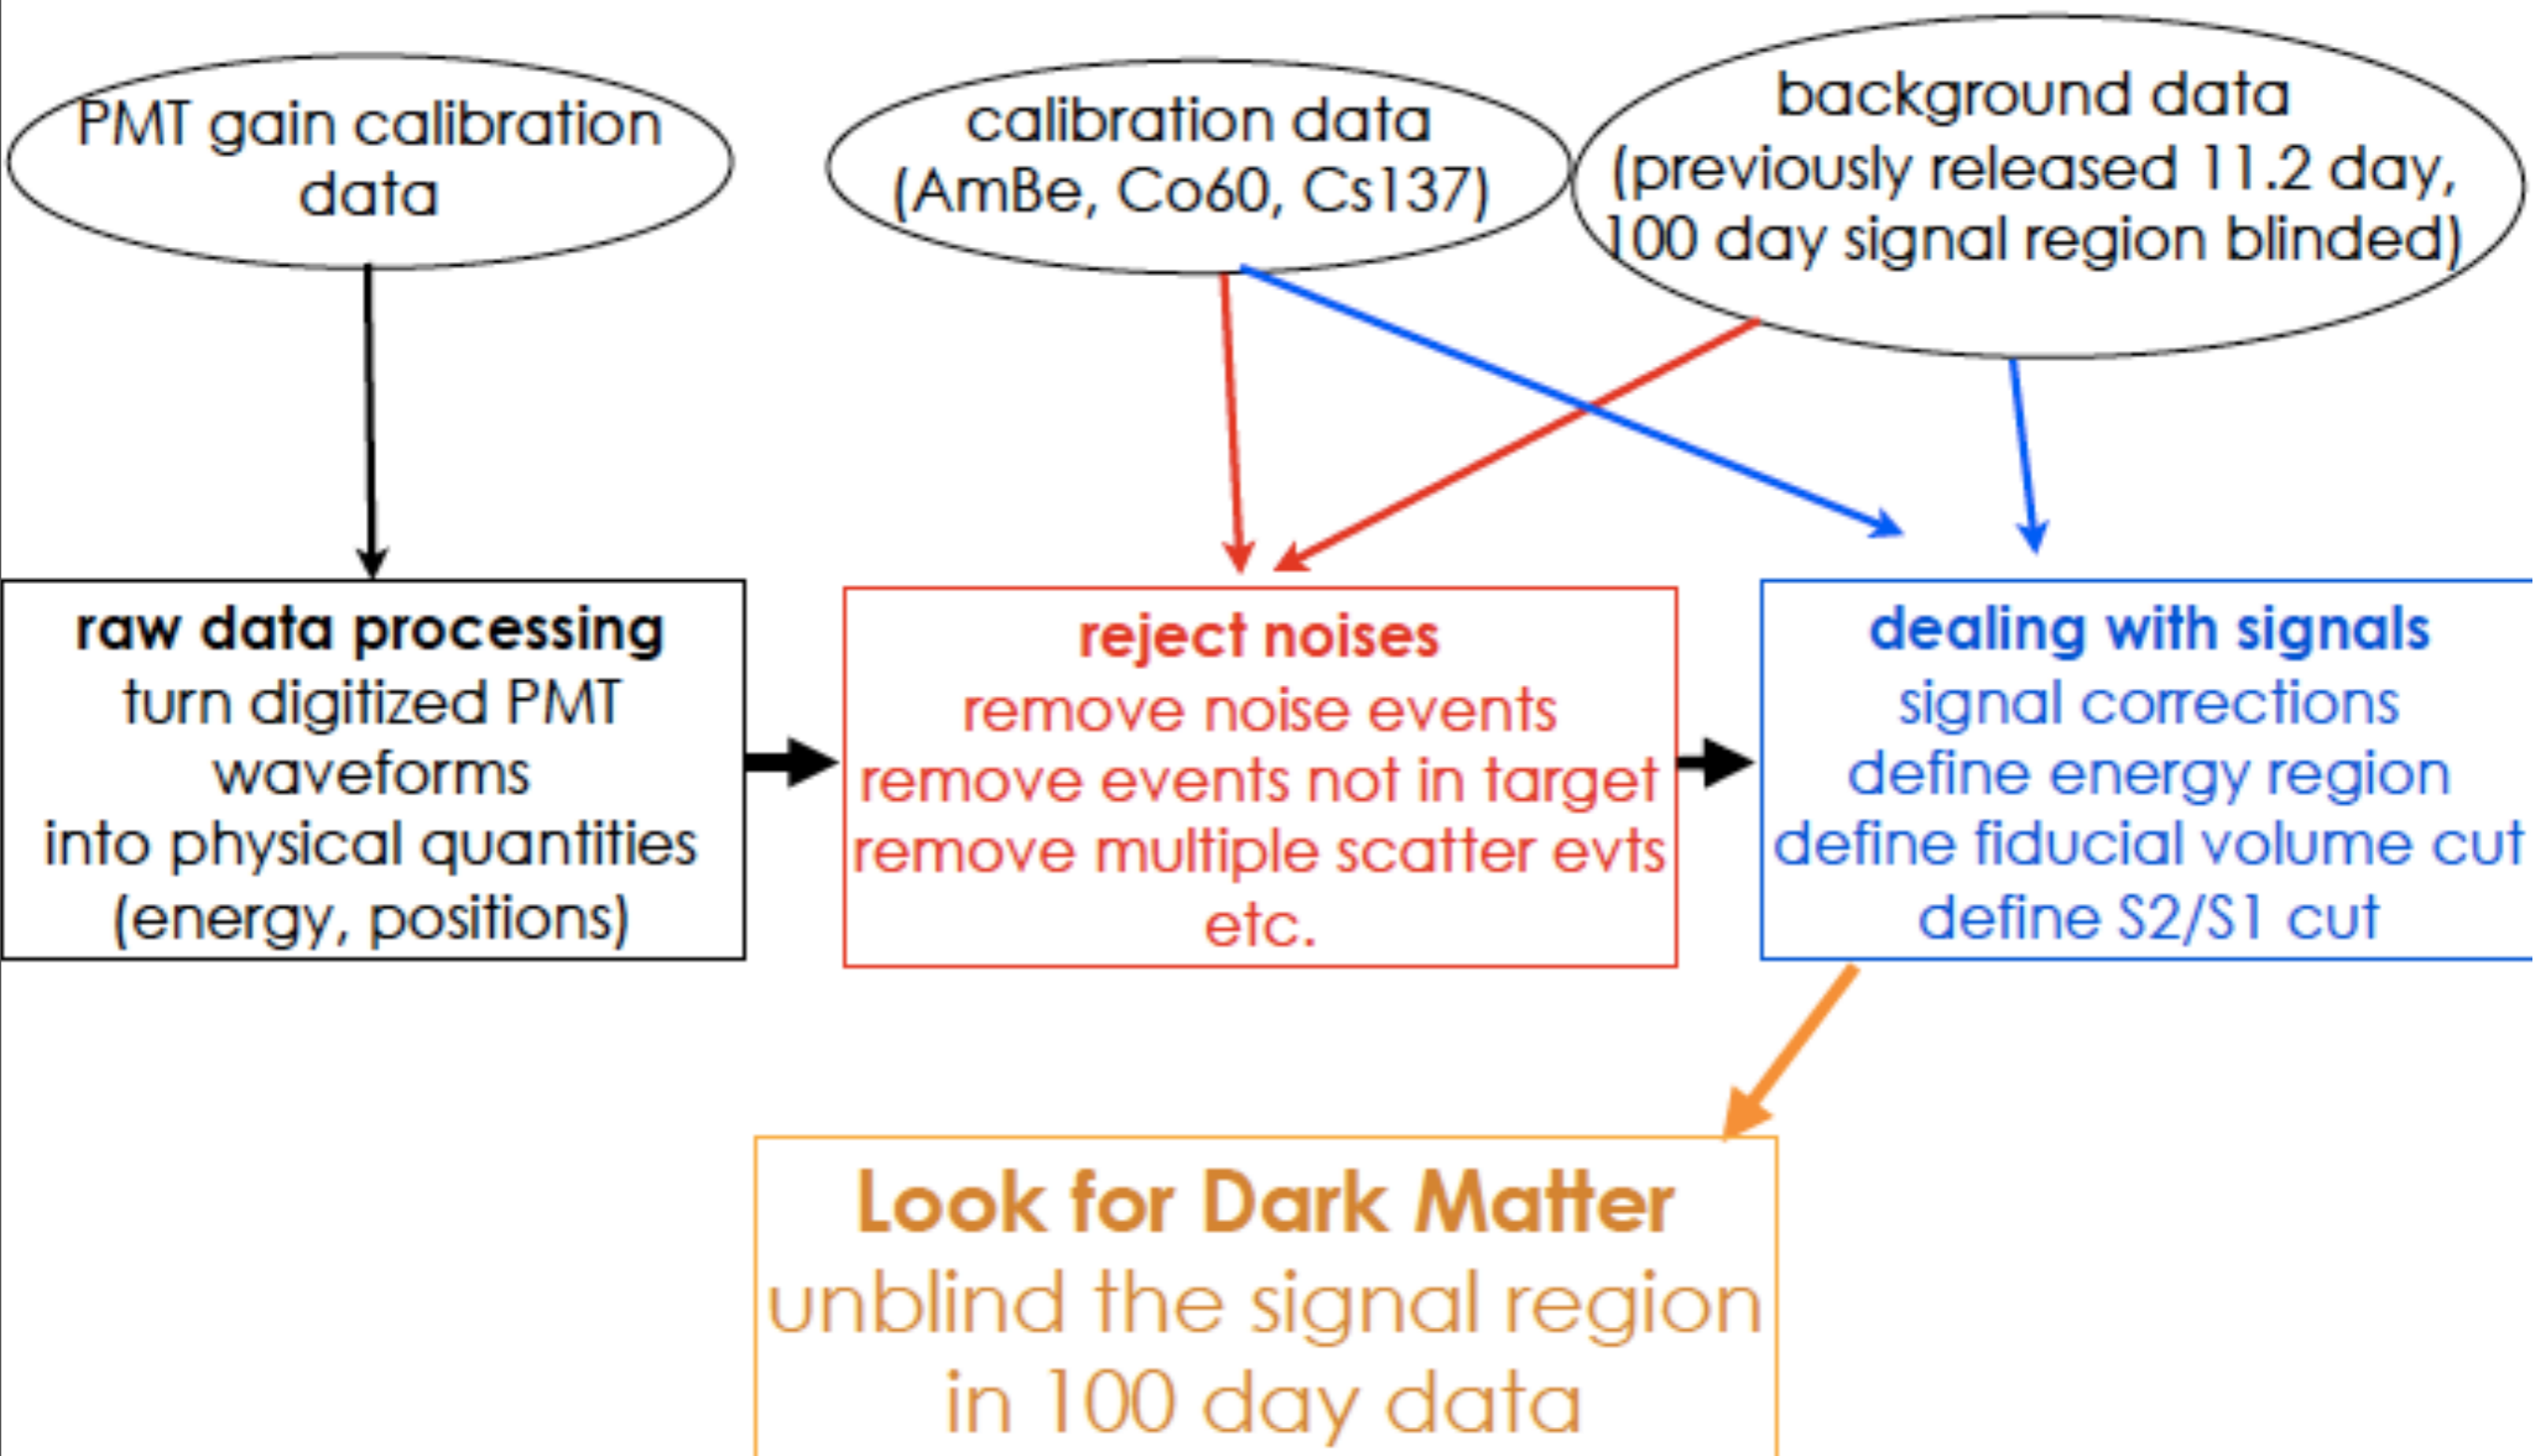 PMT gain calibration
data
calibration data
(AmBe, Co60, Cs137)
background data
(previously released 11.2 day,
100 day signal region blinded)
raw data processing
turn digitized PMT
waveforms
into physical quantities
(energy, positions)
reject noises
remove noise events
remove events not in target
remove multiple scatter evts
etc.
dealing with signals
signal corrections
define energy region
define fiducial volume cut
define S2/S1 cut
Look for Dark Matter
unblind the signal region
in 100 day data